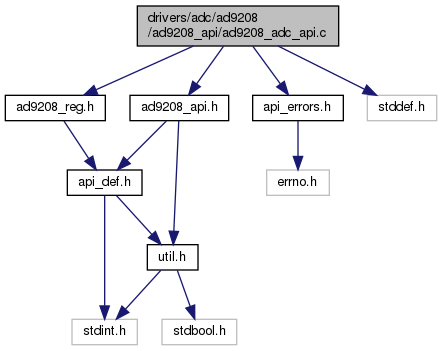 drivers/adc/ad9208
/ad9208_api/ad9208_adc_api.c
ad9208_reg.h
ad9208_api.h
api_errors.h
stddef.h
api_def.h
errno.h
util.h
stdint.h
stdbool.h